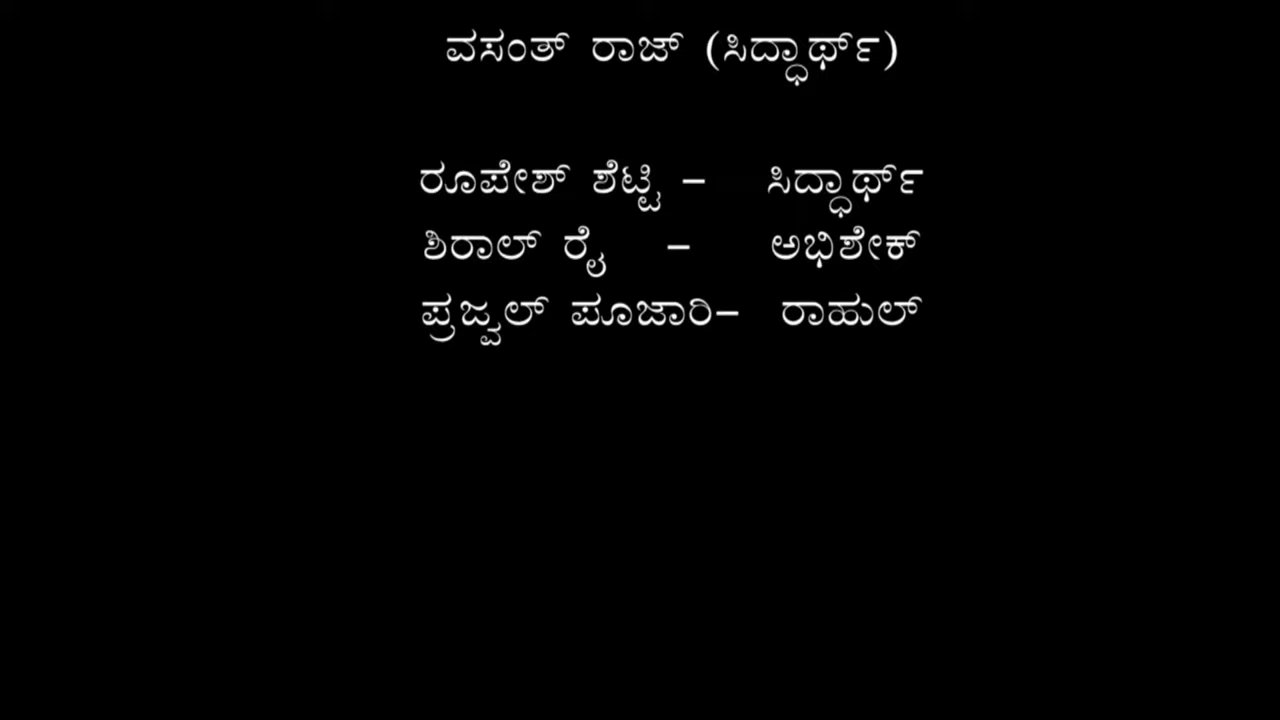 ವಸಂತ್ ರಾಜ್ (ಸಿದ್ಧಾರ್ಥ್)
ರೂಪೇಶ್ ಶೆಟ್ಟಿ – ಸಿದ್ಧಾರ್ಥ್
ಶಿರಾಲ್ ರೈ – ಅಭಿಶೇಕ್
ಪ್ರಜ್ವಲ್ ಪೂಜಾರಿ– ರಾಹುಲ್